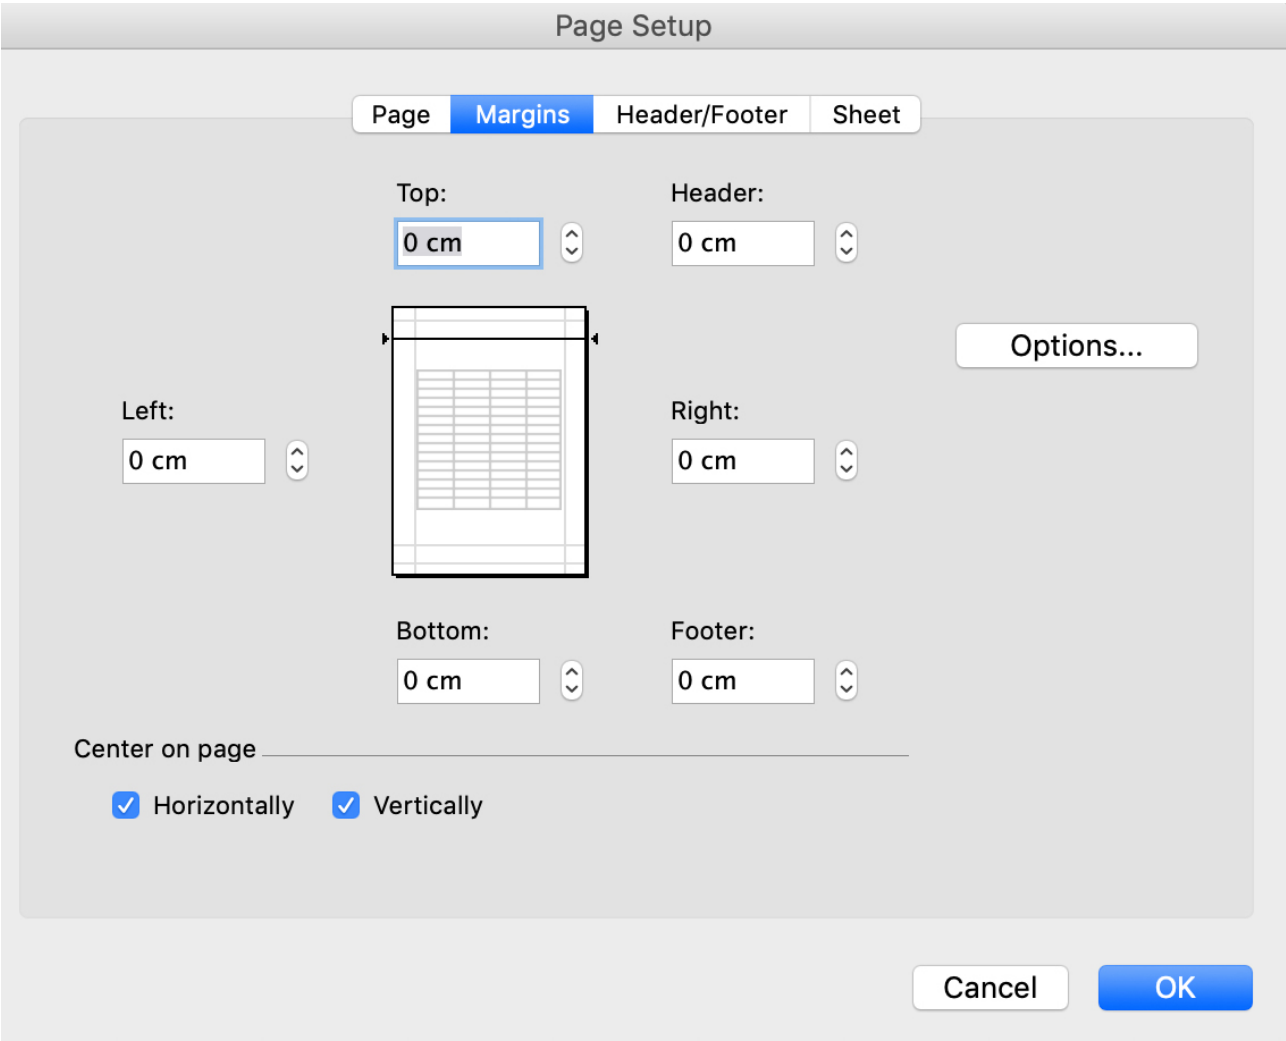 Page Setup
Page Margins Header/Footer Sheet
Top: Header:
0 cm 0 cm
Options...
Left: Right:
0 cm 0 cm
Bottom: Footer:
0 cm 0 cm
Center on page
Horizontally Vertically
Cancel OK